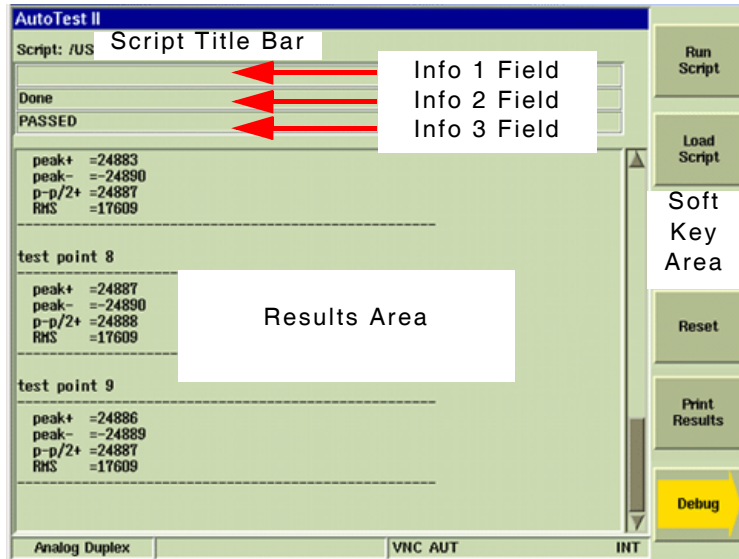 AutoTest II
Script: /US
Script Title Bar
Info 1 Field
Done
Info 2 Field
PASSED
Info 3 Field
peak+ =24883
peak- =-24890
p-p/2+ =24887
RMS =17609
--------------------------------------------------------------
test point 8
--------------------------------------------------------------
peak+ =24887
peak- =-24890
p-p/2+ =24888
RMS =17609
--------------------------------------------------------------
Results Area
test point 9
--------------------------------------------------------------
peak+ =24886
peak- =-24889
p-p/2+ =24887
RMS =17609
--------------------------------------------------------------
Run
Script
Load
Script
Soft
Key
Area
Reset
Print
Results
Debug
Analog Duplex
VNC AUT
INT